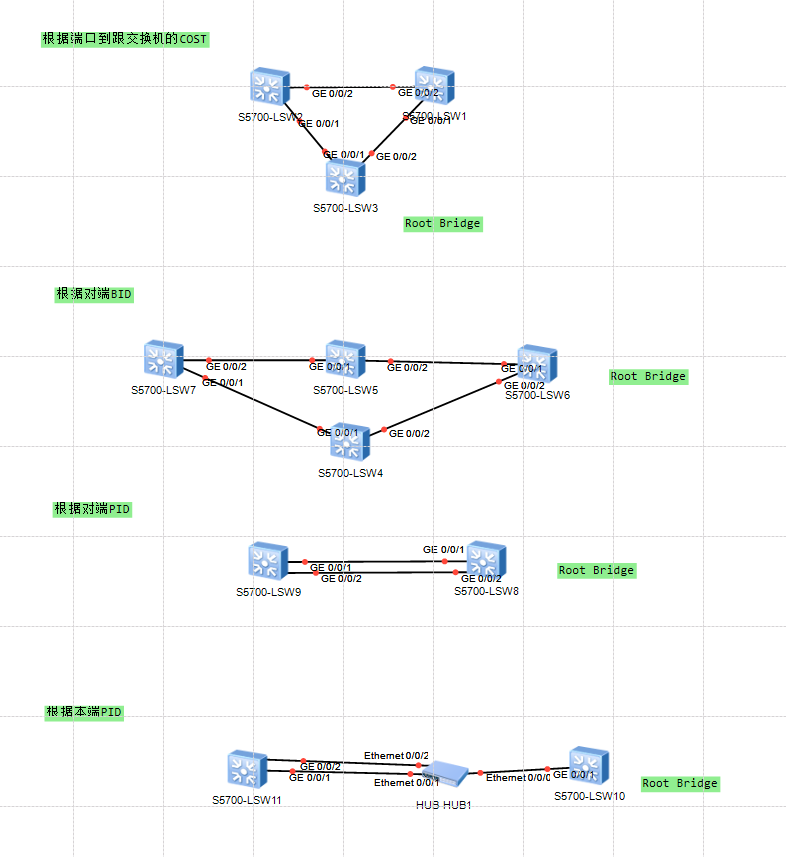 根据端口到跟交换机的COST
GE 0/0/2
GE 0/0/2
S5700-LSW2
S5700-LSW1
GE 0/0/1
GE 0/0/1
GE 0/0/1
GE 0/0/2
S5700-LSW3
Root Bridge
根据对端BID
GE 0/0/2
GE 0/0/1
GE 0/0/2
GE 0/0/1
S5700-LSW7
GE 0/0/1
S5700-LSW5
GE 0/0/2
S5700-LSW6
Root Bridge
GE 0/0/1
GE 0/0/2
S5700-LSW4
根据对端PID
GE 0/0/1
GE 0/0/1
GE 0/0/2
GE 0/0/2
S5700-LSW9
S5700-LSW8
Root Bridge
根据本端PID
Ethernet 0/0/2
GE 0/0/2
GE 0/0/1
Ethernet 0/0/1
Ethernet 0/0/0
GE 0/0/1
S5700-LSW11
HUB-HUB1
S5700-LSW10
Root Bridge